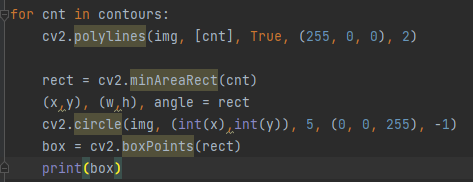 for cnt in contours:
    cv2.polylines(img, [cnt], True, (255, 0, 0), 2)
    rect = cv2.minAreaRect(cnt)
    (x,y), (w,h), angle = rect
    cv2.circle(img, (int(x),int(y)), 5, (0, 0, 255), -1)
    box = cv2.boxPoints(rect)
    print(box)